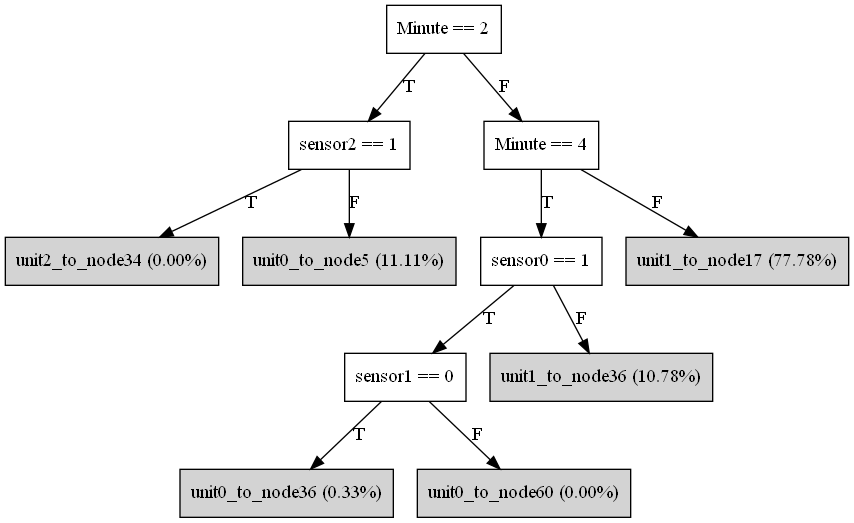 Minute == 2
T
F
sensor2 == 1
Minute == 4
T
F
T
F
unit2_to_node34 (0.00%)
unit0_to_node5 (11.11%)
sensor0 == 1
unit1_to_node17 (77.78%)
T
F
sensor1 == 0
unit1_to_node36 (10.78%)
T
F
unit0_to_node36 (0.33%)
unit0_to_node60 (0.00%)